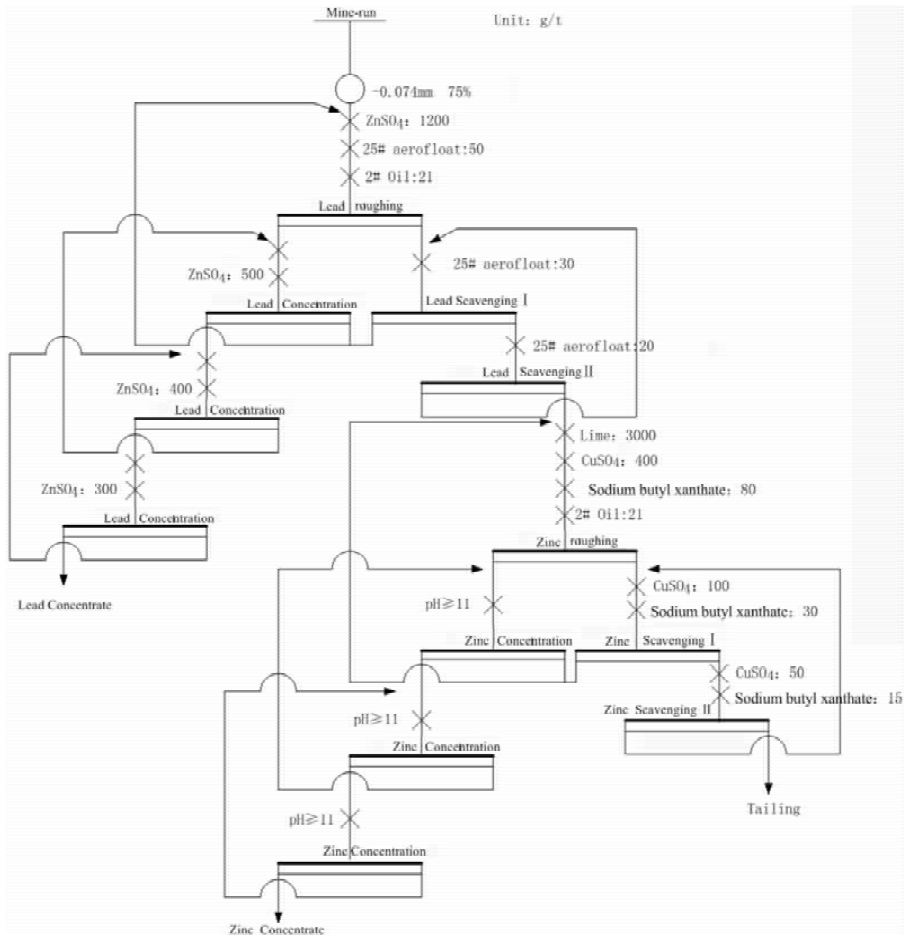 Mine-run
Unit: g/t
-0.074mm 75%
ZnSO4: 1200
25# aerofloat:50
2# Oil:21
Lead roughing
ZnSO4: 500
25# aerofloat:30
Lead Concentration
Lead Scavenging Ⅰ
25# aerofloat:20
ZnSO4: 400
Lead Scavenging Ⅱ
Lead Concentration
Lime: 3000
CuSO4: 400
ZnSO4: 300
Sodium butyl xanthate: 80
2# Oil:21
Lead Concentration
Zinc roughing
Lead Concentrate
CuSO4: 100
pH≥11
Sodium butyl xanthate: 30
Zinc Concentration
Zinc Scavenging Ⅰ
CuSO4: 50
Sodium butyl xanthate: 15
Zinc Scavenging Ⅱ
pH≥11
Zinc Concentration
Tailing
pH≥11
Zinc Concentration
Zinc Concentrate